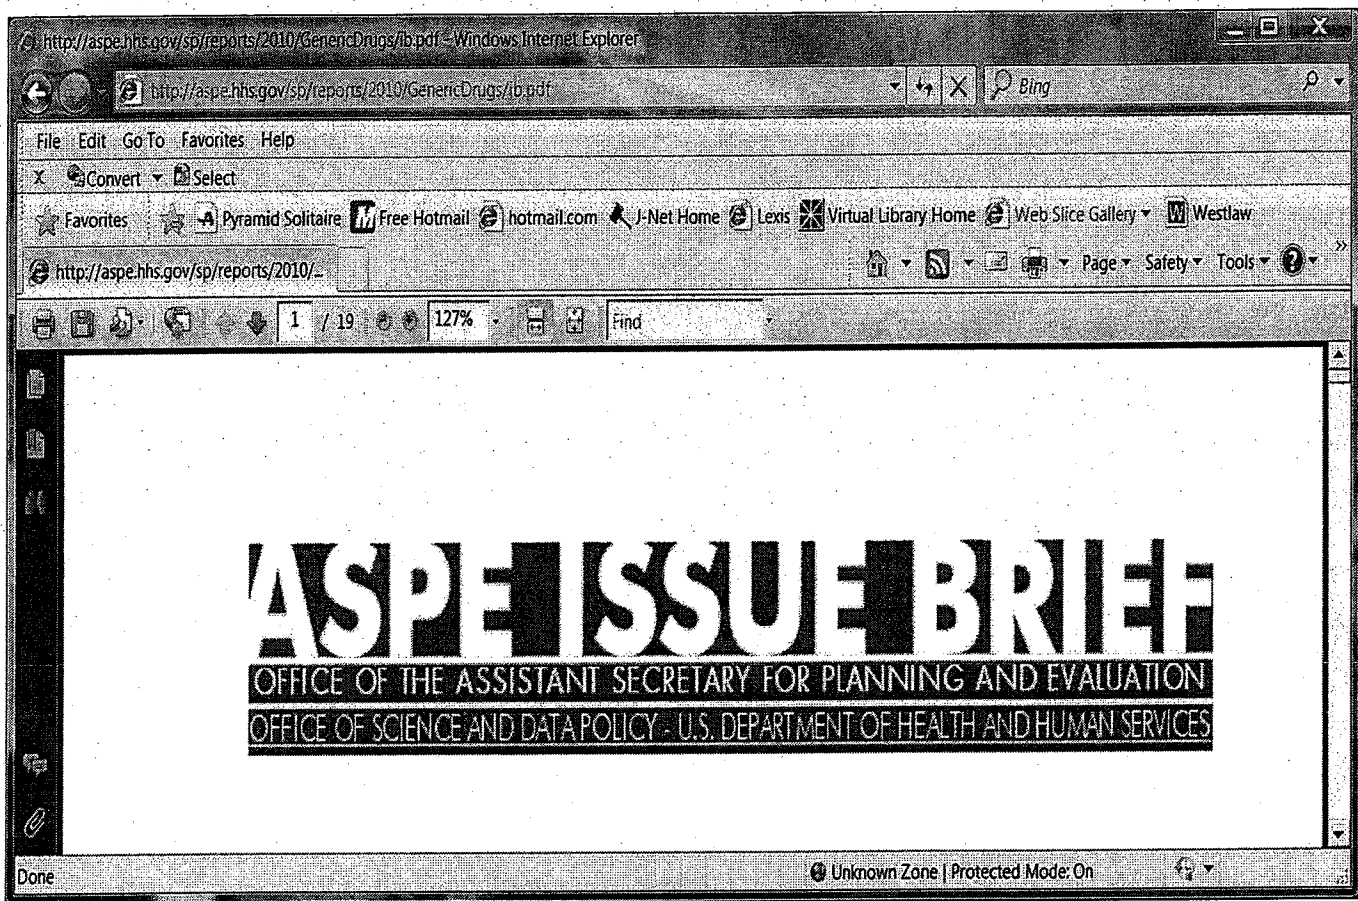 http://aspe.hhs.gov/sp/reports/2010/GenericDrugs/ib.pdf - Windows Internet Explorer
http://aspe.hhs.gov/sp/reports/2010/GenericDrugs/ib.pdf Bing
File Edit Go To Favorites Help
X Convert Select
Favorites Pyramid Solitaire Free Hotmail hotmail.com J-Net Home Lexis Virtual Library Home Web Slice Gallery Westlaw
http://aspe.hhs.gov/sp/reports/2010/... Page Safety Tools »
1 / 19 127% Find
ASPE ISSUE BRIEF
OFFICE OF THE ASSISTANT SECRETARY FOR PLANNING AND EVALUATION
OFFICE OF SCIENCE AND DATA POLICY - U.S. DEPARTMENT OF HEALTH AND HUMAN SERVICES
Done Unknown Zone | Protected Mode: On